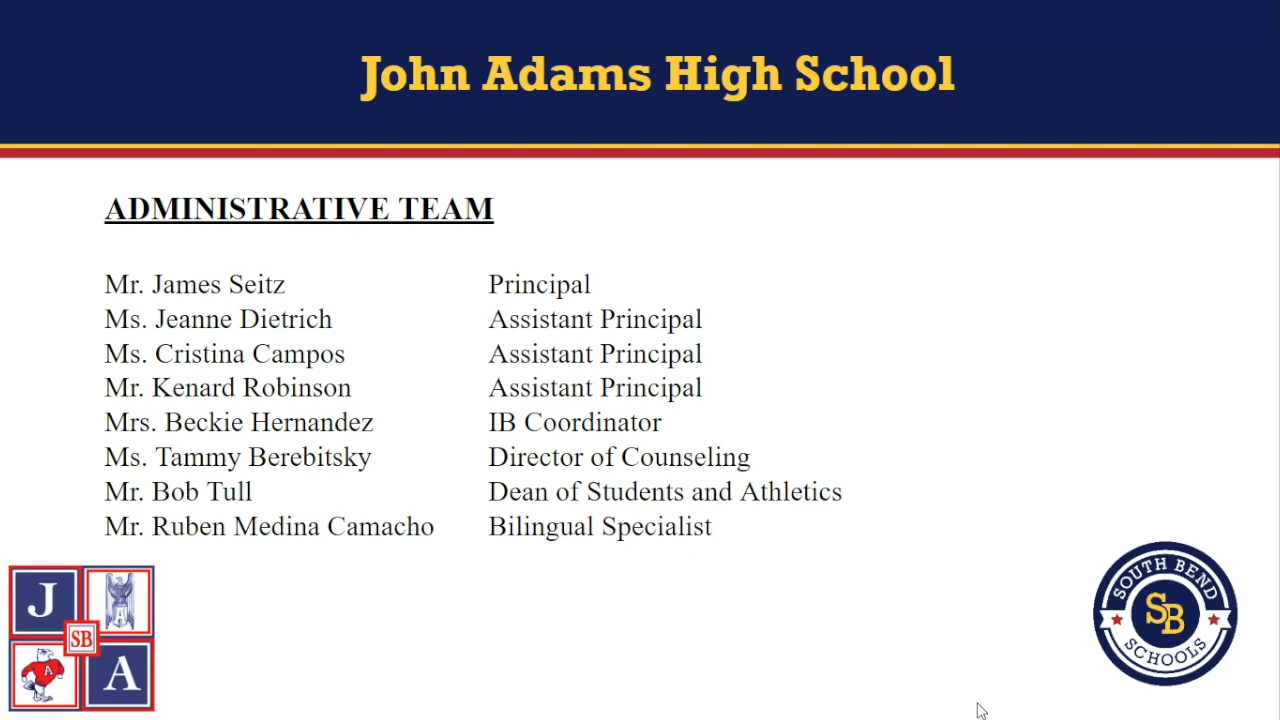 John Adams High School
ADMINISTRATIVE TEAM
Mr. James Seitz Principal
Ms. Jeanne Dietrich Assistant Principal
Ms. Cristina Campos Assistant Principal
Mr. Kenard Robinson Assistant Principal
Mrs. Beckie Hernandez IB Coordinator
Ms. Tammy Berebitsky Director of Counseling
Mr. Bob Tull Dean of Students and Athletics
Mr. Ruben Medina Camacho Bilingual Specialist
J
A
SB
A
A
SOUTH BEND
SB
SCHOOLS